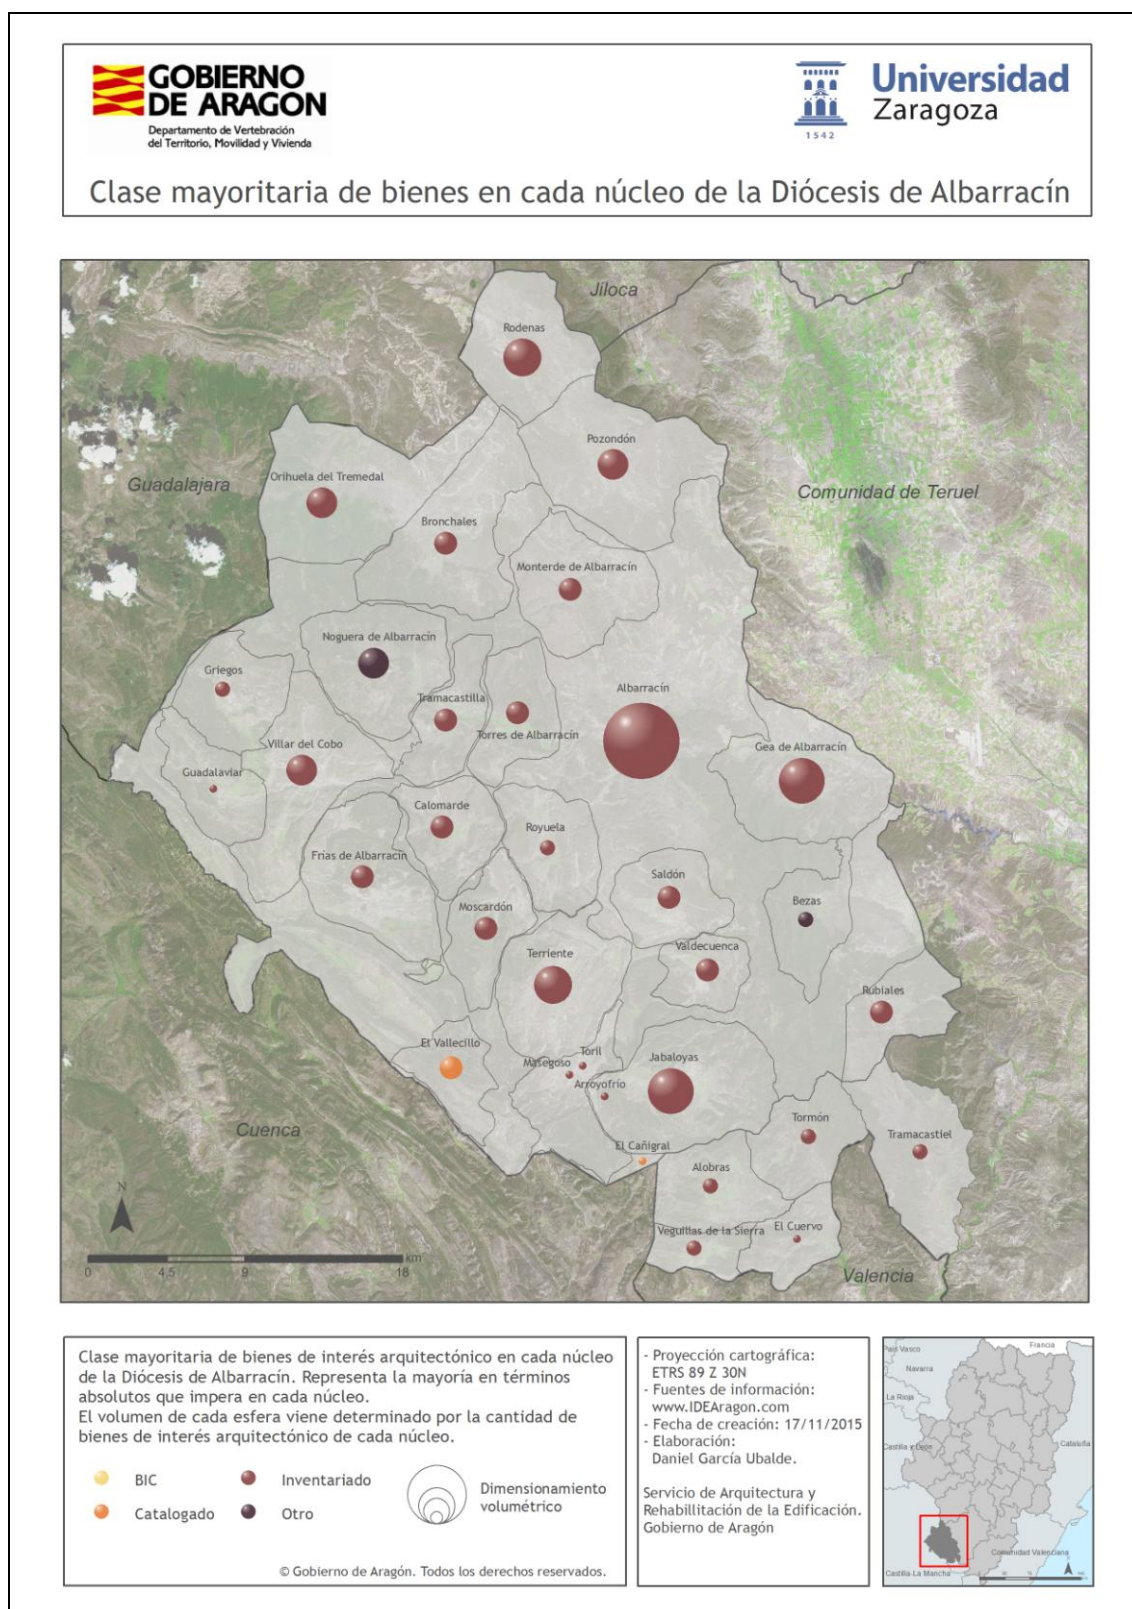 GOBIERNO
DE ARAGON
Departamento de Vertebración
del Territorio, Movilidad y Vivienda
1542
Universidad
Zaragoza
Clase mayoritaria de bienes en cada núcleo de la Diócesis de Albarracín
Jiloca
Rodenas
Pozondón
Orihuela del Tremedal
Guadalajara
Comunidad de Teruel
Bronchales
Monterde de Albarracín
Noguera de Albarracín
Griegos
Tramacastilla
Albarracín
Torres de Albarracín
Villar del Cobo
Gea de Albarracín
Guadalaviar
Calomarde
Royuela
Frías de Albarracín
Saldón
Bezas
Moscardón
Valdecuenca
Terriente
Rubiales
El Vallecillo
Toril
Masegoso
Jabaloyas
Arroyofrío
Tormón
Cuenca
Tramacastiel
El Cañigral
Alobras
N
Veguillas de la Sierra
El Cuervo
km
0 4,5 9 18
Valencia
Clase mayoritaria de bienes de interés arquitectónico en cada núcleo
de la Diócesis de Albarracín. Representa la mayoría en términos
absolutos que impera en cada núcleo.
El volumen de cada esfera viene determinado por la cantidad de
bienes de interés arquitectónico de cada núcleo.
BIC
Inventariado
Catalogado
Otro
Dimensionamiento
volumétrico
© Gobierno de Aragón. Todos los derechos reservados.
- Proyección cartográfica:
ETRS 89 Z 30N
- Fuentes de información:
www.IDEAragon.com
- Fecha de creación: 17/11/2015
- Elaboración:
Daniel García Ubalde.
Servicio de Arquitectura y
Rehabillitación de la Edificación.
Gobierno de Aragón
Francia
País Vasco
Navarra
La Rioja
Castilla y León
Cataluña
Comunidad Valenciana
Castilla-La Mancha